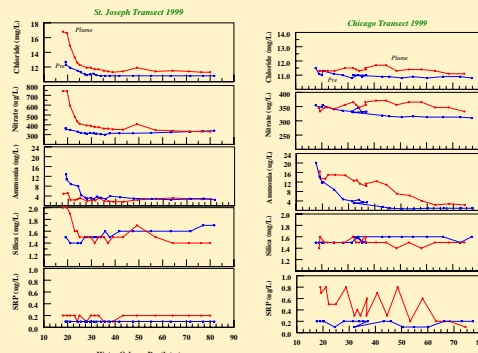 St. Joseph Transect 1999
Chicago Transect 1999
Chloride (mg/L)
18
16
14
12
Plume
Pre
Nitrate (ug/L)
800
700
600
500
400
300
Ammonia (ug/L)
24
20
16
12
8
4
Silica (mg/L)
2.0
1.8
1.6
1.4
1.2
SRP (ug/L)
1.0
0.8
0.6
0.4
0.2
0.0
10 20 30 40 50 60 70 80 90
Chloride (mg/L)
14.0
13.0
12.0
11.0
Plume
Pre
Nitrate (ug/L)
400
350
300
250
Ammonia (ug/L)
24
20
16
12
8
4
Silica (mg/L)
2.0
1.8
1.6
1.4
1.2
SRP (ug/L)
0.8
0.6
0.4
0.2
0.0
10 20 30 40 50 60 70